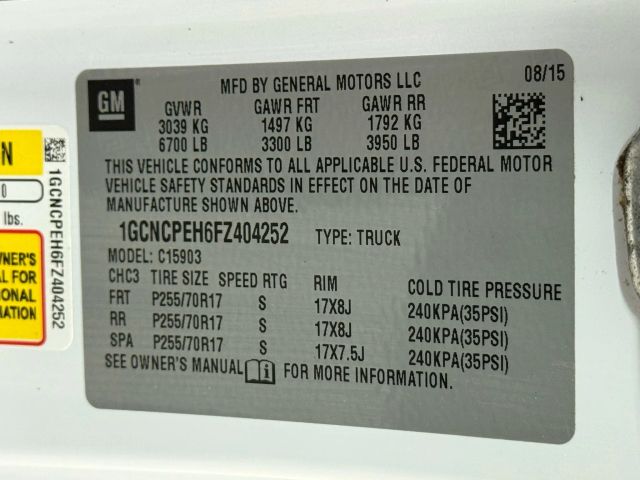 GM
MFD BY GENERAL MOTORS LLC 08/15
GVWR GAWR FRT GAWR RR
3039 KG 1497 KG 1792 KG
6700 LB 3300 LB 3950 LB
THIS VEHICLE CONFORMS TO ALL APPLICABLE U.S. FEDERAL MOTOR
VEHICLE SAFETY STANDARDS IN EFFECT ON THE DATE OF
MANUFACTURE SHOWN ABOVE.
1GCNCPEH6FZ404252 TYPE: TRUCK
MODEL: C15903
CHC3 TIRE SIZE SPEED RTG RIM COLD TIRE PRESSURE
FRT P255/70R17 S 17X8J 240KPA(35PSI)
RR P255/70R17 S 17X8J 240KPA(35PSI)
SPA P255/70R17 S 17X7.5J 240KPA(35PSI)
SEE OWNER'S MANUAL i FOR MORE INFORMATION.
N
0
lbs.
1GCNCPEH6FZ404252